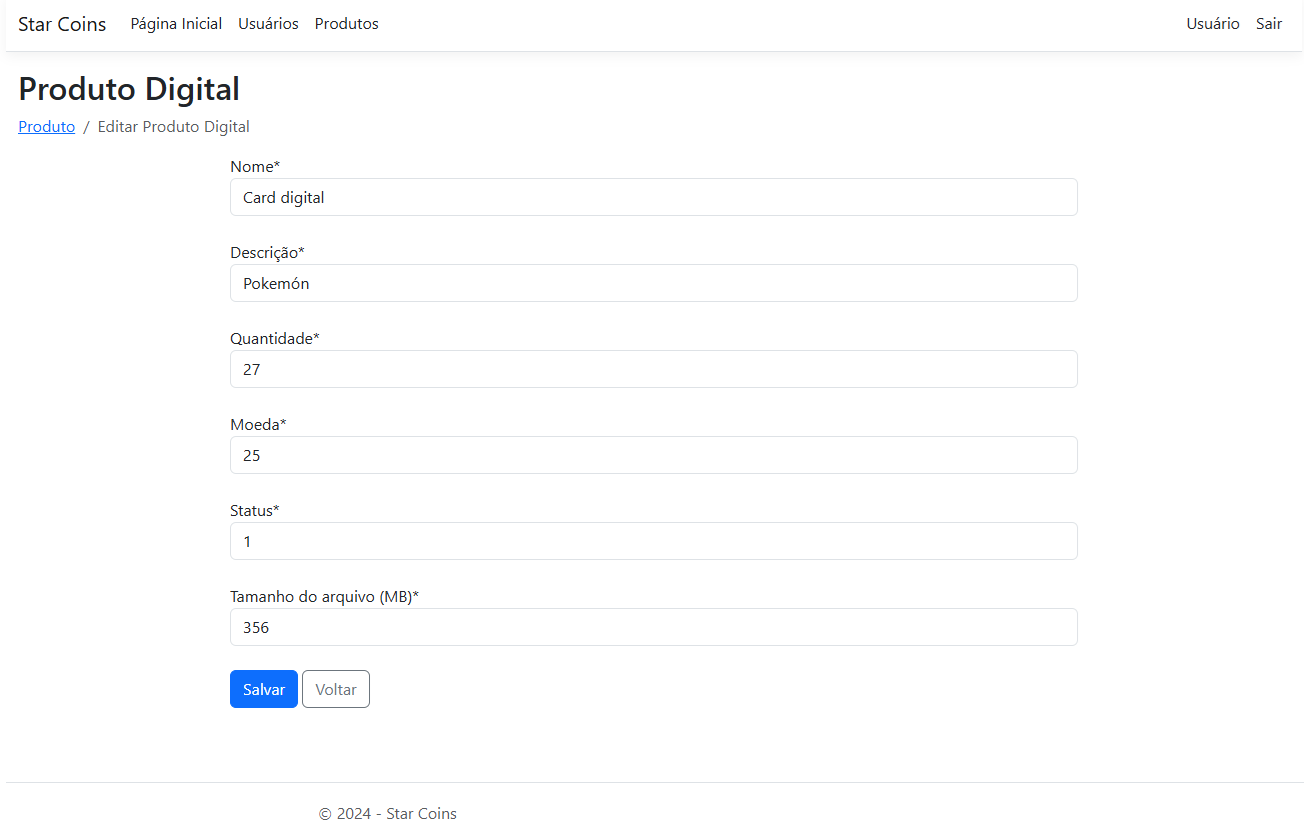 Star Coins Página Inicial Usuários Produtos Usuário Sair
Produto Digital
Produto / Editar Produto Digital
Nome*
Card digital
Descrição*
Pokemón
Quantidade*
27
Moeda*
25
Status*
1
Tamanho do arquivo (MB)*
356
Salvar Voltar
© 2024 - Star Coins